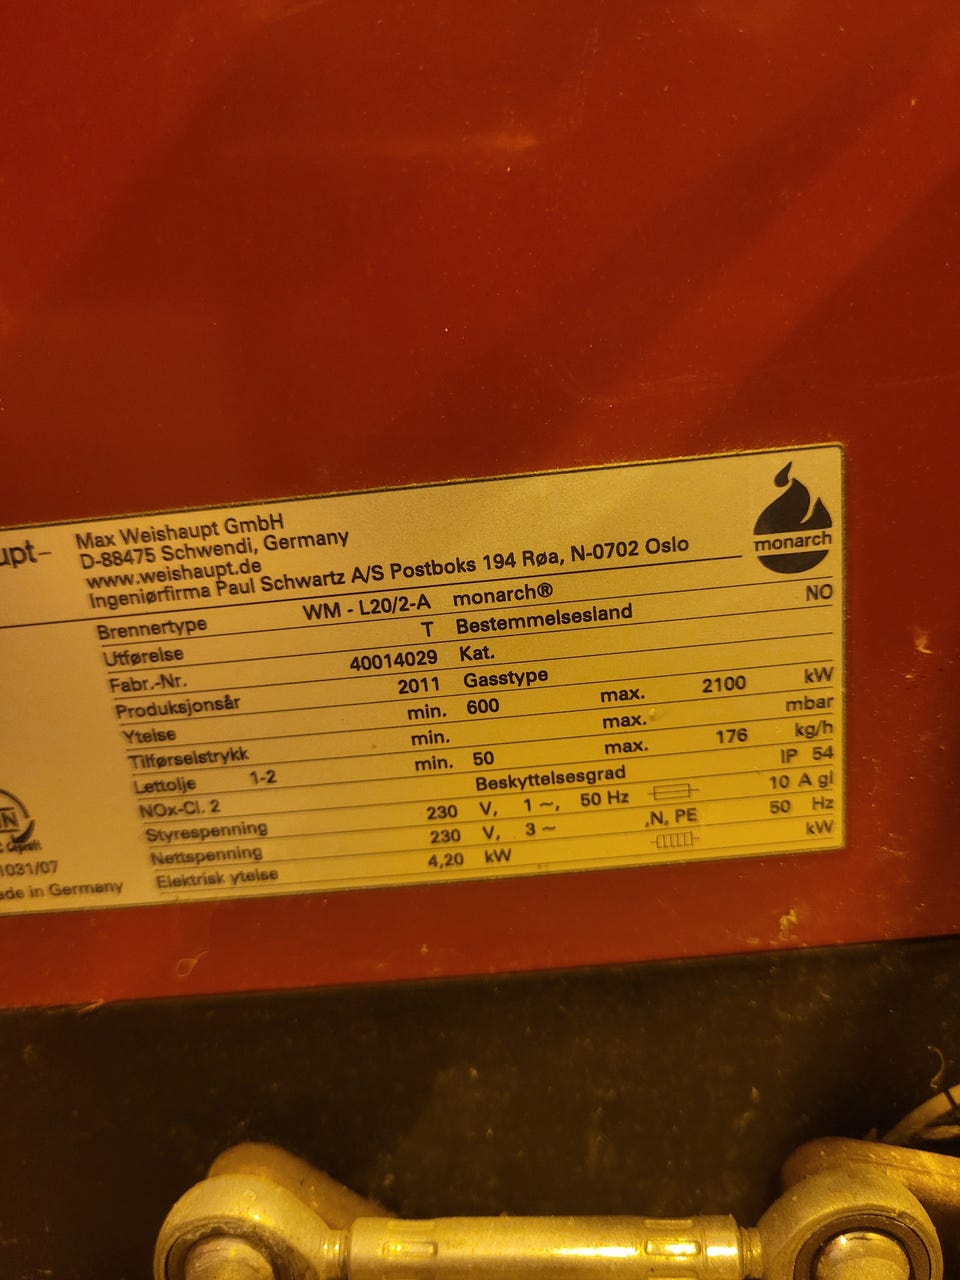 upt–
Max Weishaupt GmbH
D-88475 Schwendi, Germany
www.weishaupt.de
Ingeniørfirma Paul Schwartz A/S Postboks 194 Røa, N-0702 Oslo
monarch
Brennertype WM - L20/2-A monarch®
Utførelse T Bestemmelsesland NO
Fabr.-Nr. 40014029 Kat.
Produksjonsår 2011 Gasstype
Ytelse min. 600 max. 2100 kW
Tilførselstrykk min. max. mbar
Lettolje 1-2 min. 50 max. 176 kg/h
NOx-Cl. 2 Beskyttelsesgrad IP 54
Styrespenning 230 V, 1 ~, 50 Hz 10 A gl
Nettspenning 230 V, 3 ~ ,N, PE 50 Hz
Elektrisk ytelse 4,20 kW kW
IN
Geprüft
1031/07
ade in Germany